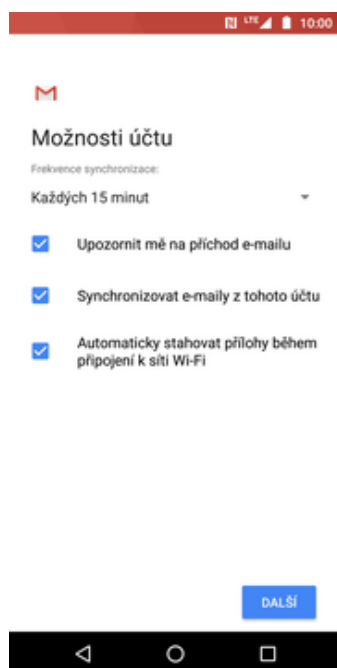 LTE 10:00
Možnosti účtu
Frekvence synchronizace:
Každých 15 minut
Upozornit mě na příchod e-mailu
Synchronizovat e-maily z tohoto účtu
Automaticky stahovat přílohy během
připojení k síti Wi-Fi
DALŠÍ